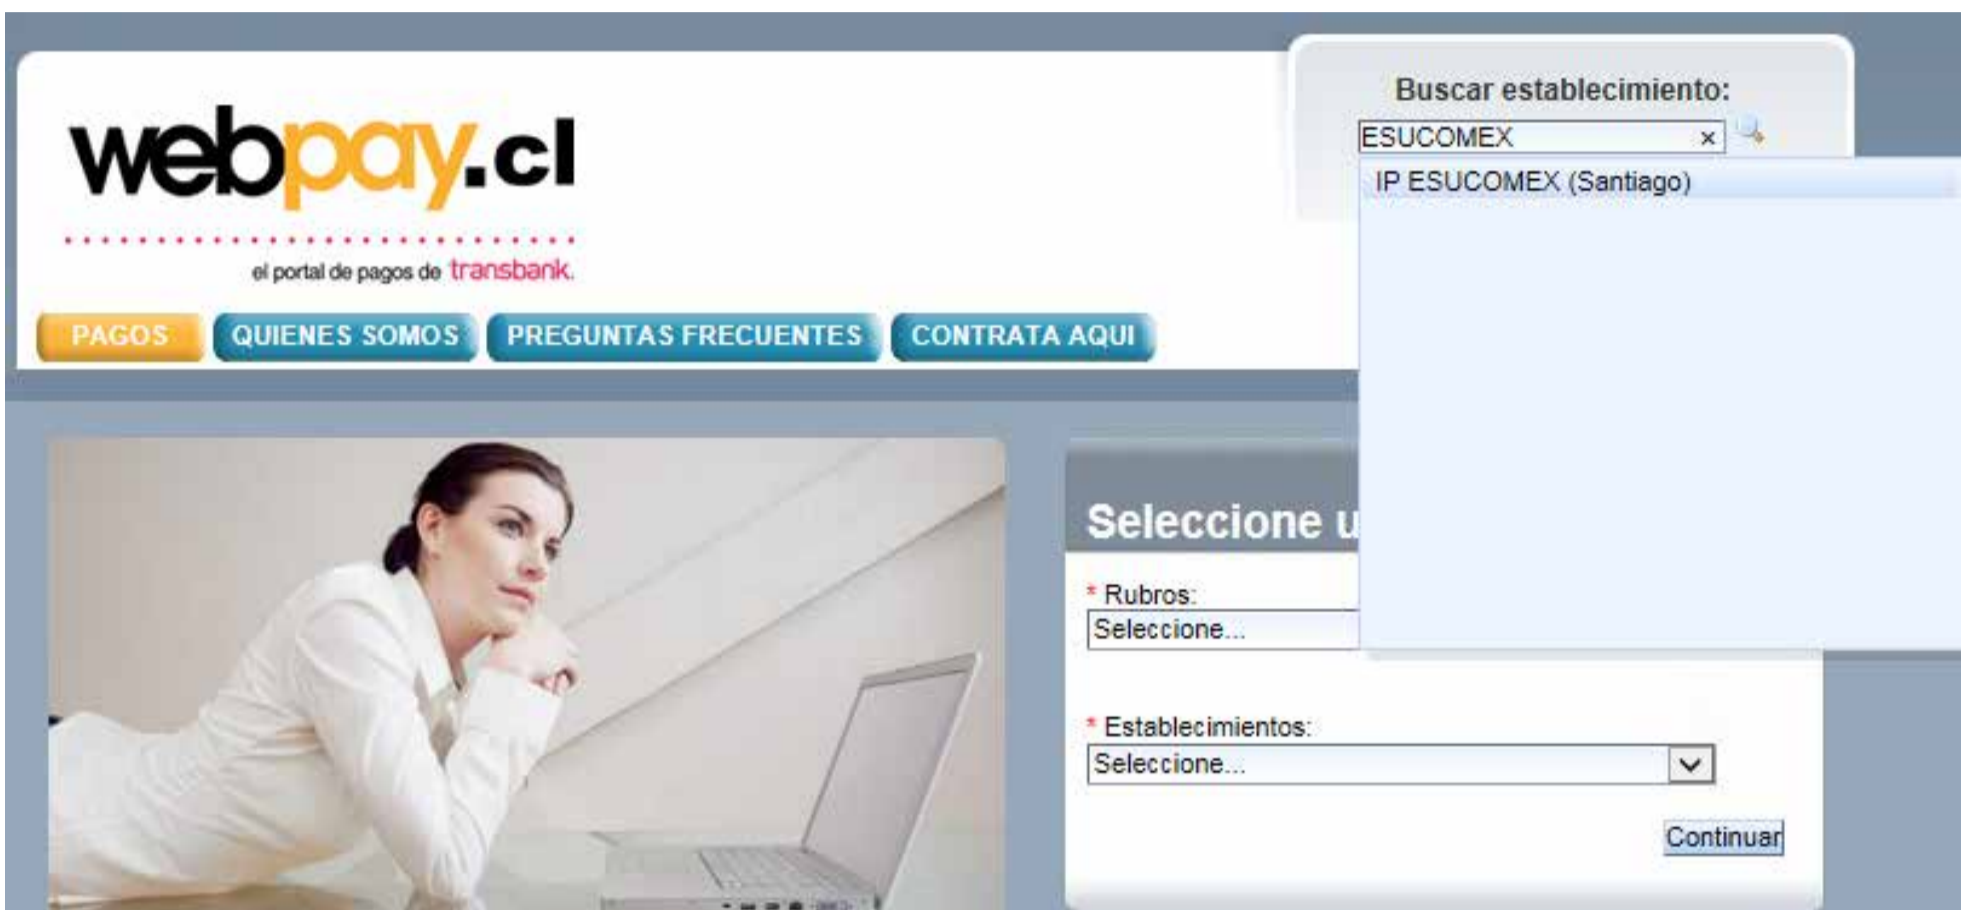 webpay.cl
el portal de pagos de transbank.
Buscar establecimiento:
ESUCOMEX x
IP ESUCOMEX (Santiago)
PAGOS QUIENES SOMOS PREGUNTAS FRECUENTES CONTRATA AQUI
Seleccione
* Rubros:
Seleccione...
* Establecimientos:
Seleccione...
Continuar